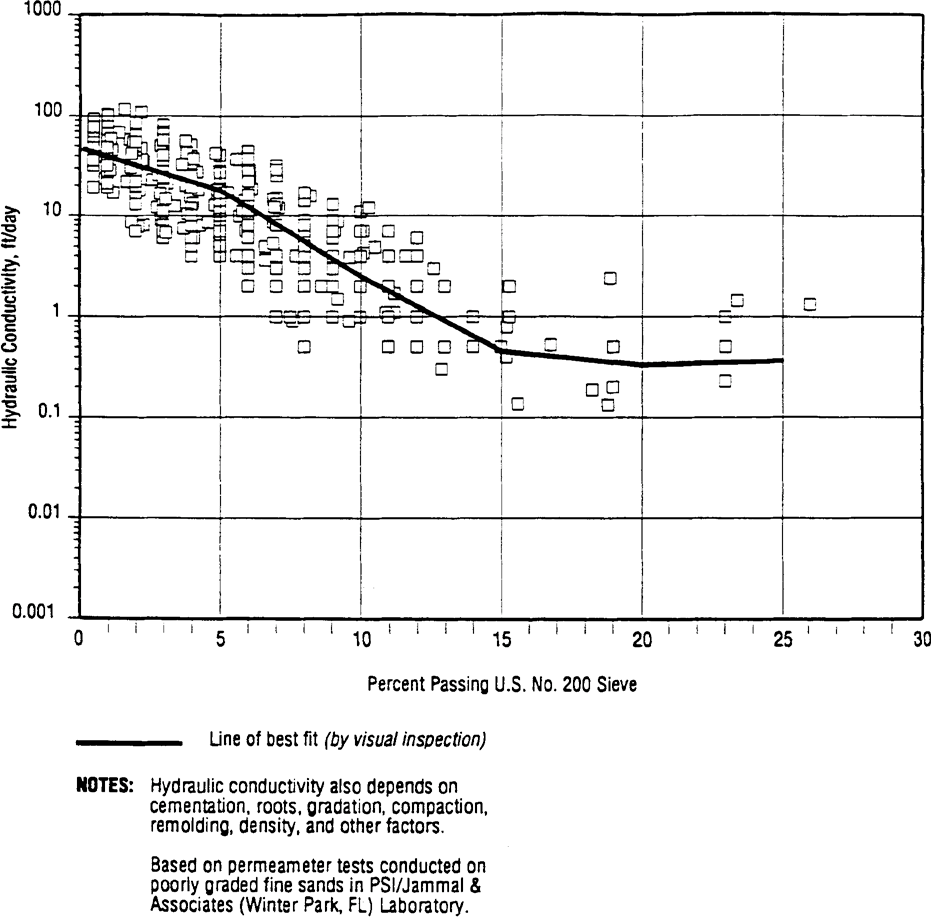 1000
100
10
1
0.1
0.01
0.001
Hydraulic Conductivity, ft/day
0 5 10 15 20 25 30
Percent Passing U.S. No. 200 Sieve
Line of best fit (by visual inspection)
NOTES: Hydraulic conductivity also depends on
cementation, roots, gradation, compaction,
remolding, density, and other factors.
Based on permeameter tests conducted on
poorly graded fine sands in PSI/Jammal &
Associates (Winter Park, FL) Laboratory.